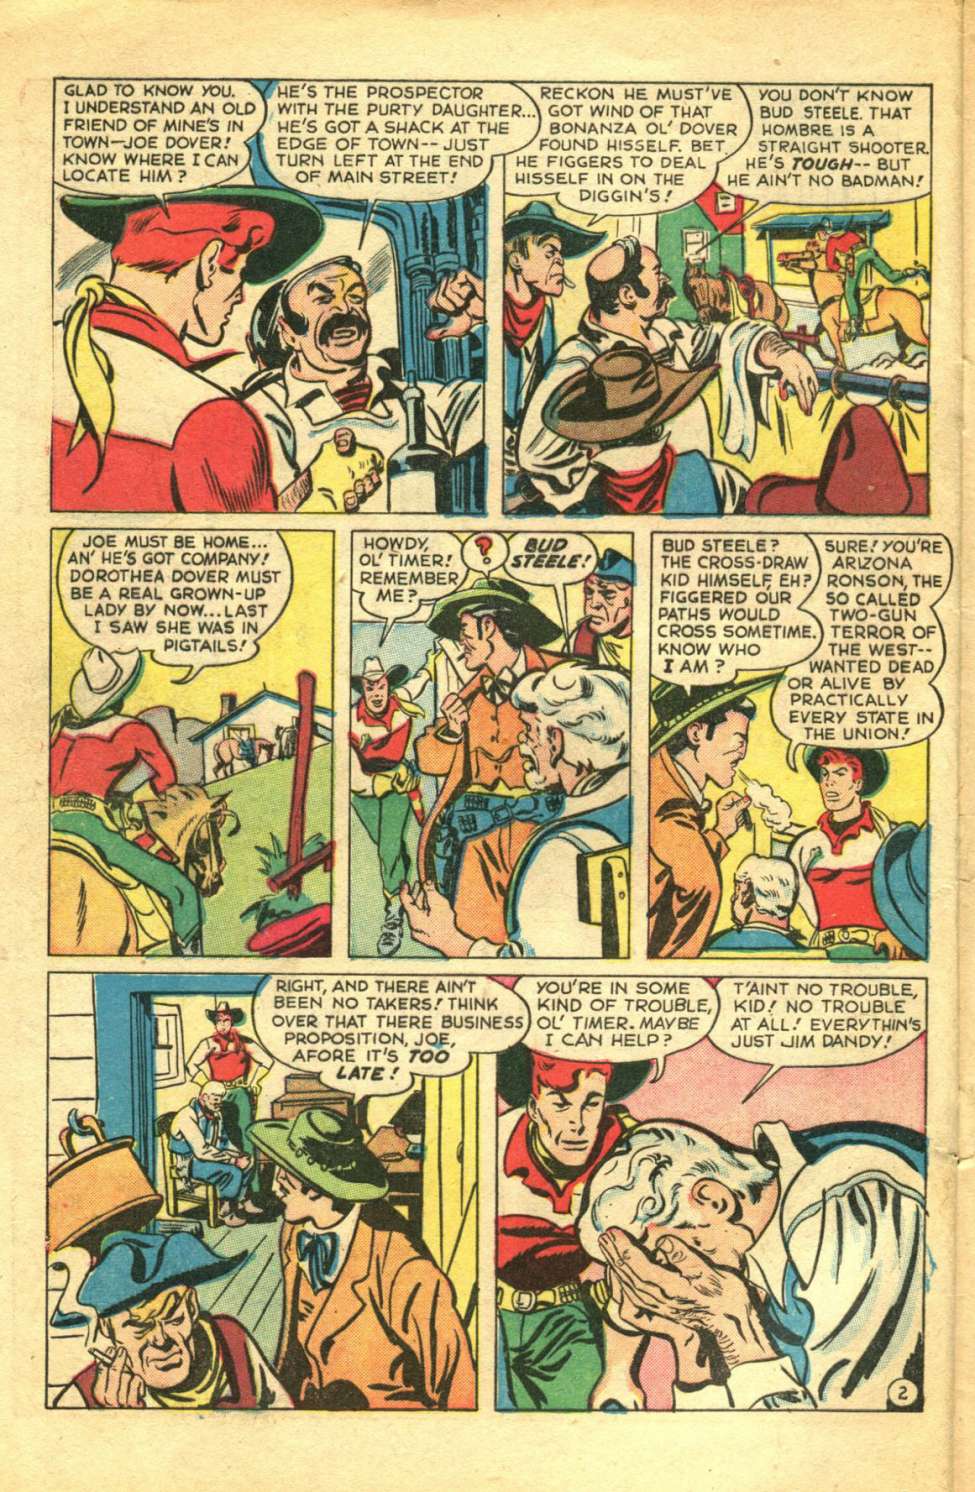 GLAD TO KNOW YOU.
I UNDERSTAND AN OLD
FRIEND OF MINE'S IN
TOWN—JOE DOVER!
KNOW WHERE I CAN
LOCATE HIM?
HE'S THE PROSPECTOR
WITH THE PURTY DAUGHTER...
HE'S GOT A SHACK AT THE
EDGE OF TOWN-- JUST
TURN LEFT AT THE END
OF MAIN STREET!
RECKON HE MUST'VE
GOT WIND OF THAT
BONANZA OL' DOVER
FOUND HISSELF. BET
HE FIGGERS TO DEAL
HISSELF IN ON THE
DIGGIN'S!
YOU DON'T KNOW
BUD STEELE. THAT
HOMBRE IS A
STRAIGHT SHOOTER.
HE'S TOUGH-- BUT
HE AIN'T NO BADMAN!
JOE MUST BE HOME...
AN' HE'S GOT COMPANY!
DOROTHEA DOVER MUST
BE A REAL GROWN-UP
LADY BY NOW...LAST
I SAW SHE WAS IN
PIGTAILS!
HOWDY,
OL' TIMER!
REMEMBER
ME?
?
BUD
STEELE!
BUD STEELE?
THE CROSS-DRAW
KID HIMSELF, EH?
FIGGERED OUR
PATHS WOULD
CROSS SOMETIME.
KNOW WHO
I AM?
SURE! YOU'RE
ARIZONA
RONSON, THE
SO CALLED
TWO-GUN
TERROR OF
THE WEST--
WANTED DEAD
OR ALIVE BY
PRACTICALLY
EVERY STATE IN
THE UNION!
RIGHT, AND THERE AIN'T
BEEN NO TAKERS! THINK
OVER THAT THERE BUSINESS
PROPOSITION, JOE,
AFORE IT'S TOO
LATE!
YOU'RE IN SOME
KIND OF TROUBLE,
OL' TIMER. MAYBE
I CAN HELP?
T'AINT NO TROUBLE,
KID! NO TROUBLE
AT ALL! EVERYTHIN'S
JUST JIM DANDY!
2